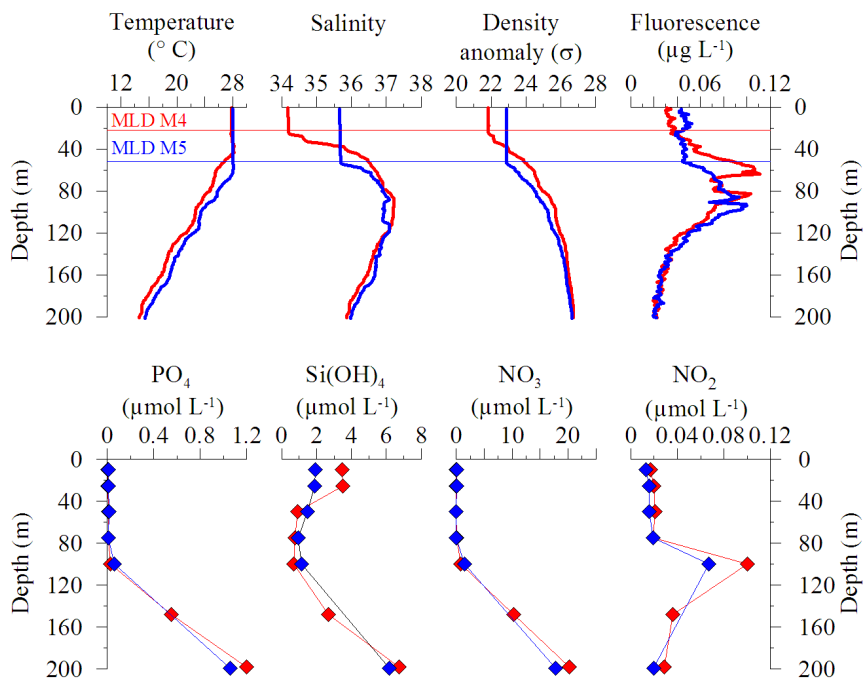 Temperature Salinity Density Fluorescence
(° C) anomaly (σ) (µg L⁻¹)
10 20 28 34 35 36 37 38 20 22 24 26 28 0 0.06 0.12
0 0
MLD M4
40 40
MLD M5
80 80
120 120
160 160
200 200
Depth (m) Depth (m)
PO₄ Si(OH)₄ NO₃ NO₂
(µmol L⁻¹) (µmol L⁻¹) (µmol L⁻¹) (µmol L⁻¹)
0 0.4 0.8 1.2 0 2 4 6 8 0 10 20 0 0.04 0.08 0.12
0 0
40 40
80 80
120 120
160 160
200 200
Depth (m) Depth (m)